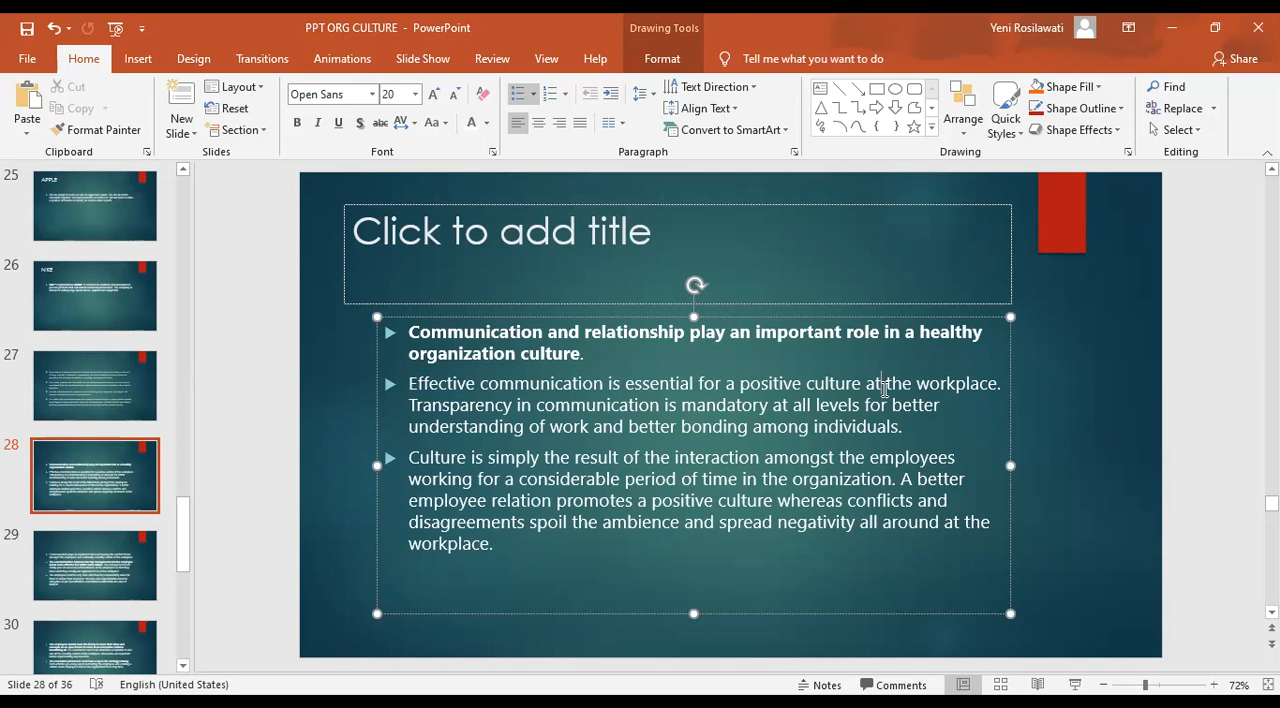 PPT ORG CULTURE - PowerPoint
Drawing Tools
Yeni Rosilawati
File
Home
Insert
Design
Transitions
Animations
Slide Show
Review
View
Help
Format
Tell me what you want to do
Share
Paste
Cut
Copy
Format Painter
Clipboard
New Slide
Layout
Reset
Section
Slides
Open Sans
20
Font
Text Direction
Align Text
Convert to SmartArt
Paragraph
Arrange
Quick Styles
Shape Fill
Shape Outline
Shape Effects
Drawing
Find
Replace
Select
Editing
25
APPLE
26
NIKE
27
28
29
30
Click to add title
Communication and relationship play an important role in a healthy
organization culture.
Effective communication is essential for a positive culture at the workplace.
Transparency in communication is mandatory at all levels for better
understanding of work and better bonding among individuals.
Culture is simply the result of the interaction amongst the employees
working for a considerable period of time in the organization. A better
employee relation promotes a positive culture whereas conflicts and
disagreements spoil the ambience and spread negativity all around at the
workplace.
Slide 28 of 36
English (United States)
Notes
Comments
72%